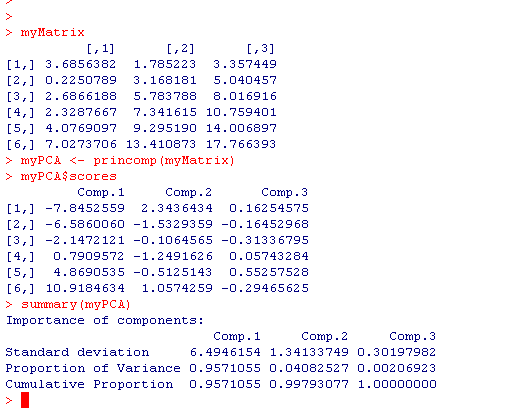 >
>
> myMatrix
[,1] [,2] [,3]
[1,] 3.6856382 1.785223 3.357449
[2,] 0.2250789 3.168181 5.040457
[3,] 2.6866188 5.783788 8.016916
[4,] 2.3287667 7.341615 10.759401
[5,] 4.0769097 9.295190 14.006897
[6,] 7.0273706 13.410873 17.766393
> myPCA <- princomp(myMatrix)
> myPCA$scores
Comp.1 Comp.2 Comp.3
[1,] -7.8452559 2.3436434 0.16254575
[2,] -6.5860060 -1.5329359 -0.16452968
[3,] -2.1472121 -0.1064565 -0.31336795
[4,] 0.7909572 -1.2491626 0.05743284
[5,] 4.8690535 -0.5125143 0.55257528
[6,] 10.9184634 1.0574259 -0.29465625
> summary(myPCA)
Importance of components:
Comp.1 Comp.2 Comp.3
Standard deviation 6.4946154 1.34133749 0.30197982
Proportion of Variance 0.9571055 0.04082527 0.00206923
Cumulative Proportion 0.9571055 0.99793077 1.00000000
>